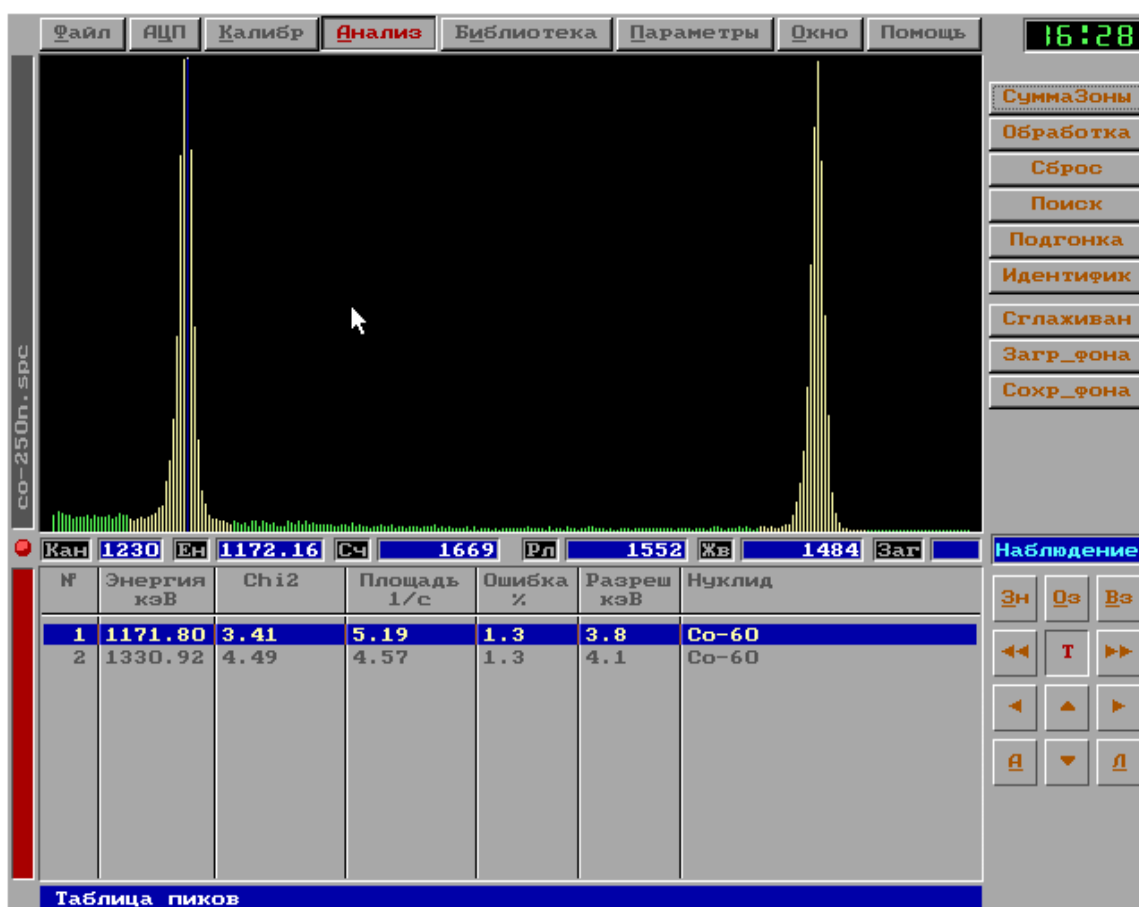 Файл АЦП Калибр Анализ Библиотека Параметры Окно Помощь 16:28
СуммаЗоны
Обработка
Сброс
Поиск
Подгонка
Идентифик
Сглаживан
Загр_фона
Сохр_фона
co-250n.spc
Кан 1230 Ен 1172.16 Сч 1669 Рл 1552 Жв 1484 Заг
Наблюдение
№ Энергия кэВ Chi2 Площадь 1/с Ошибка % Разреш кэВ Нуклид
1 1171.80 3.41 5.19 1.3 3.8 Co-60
2 1330.92 4.49 4.57 1.3 4.1 Co-60
Зн Оз Вз
Т
А Л
Таблица пиков